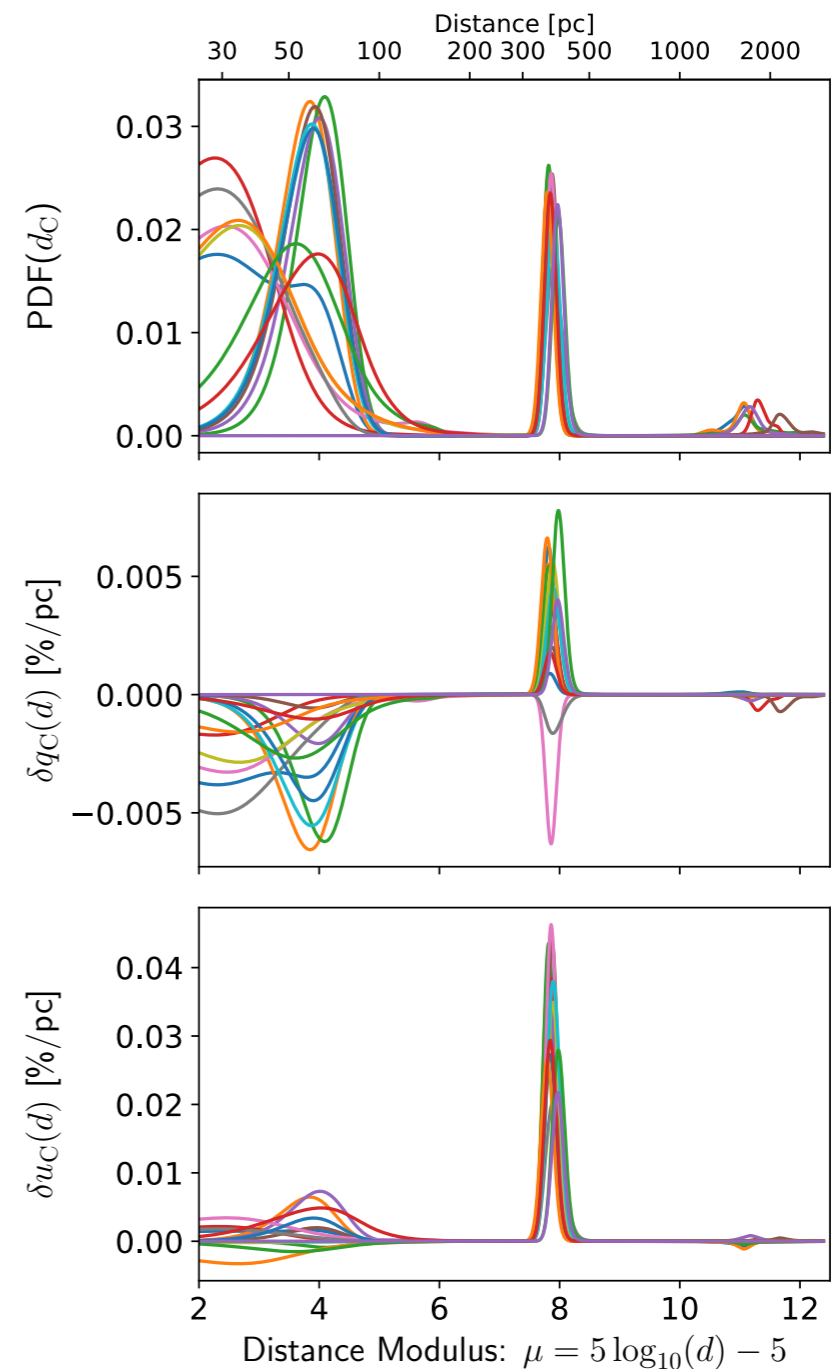 Distance [pc]
30 50 100 200 300 500 1000 2000
PDF(d_C)
0.03
0.02
0.01
0.00
δq_C(d) [%/pc]
0.005
0.000
−0.005
δu_C(d) [%/pc]
0.04
0.03
0.02
0.01
0.00
2 4 6 8 10 12
Distance Modulus: μ = 5 log₁₀(d) − 5